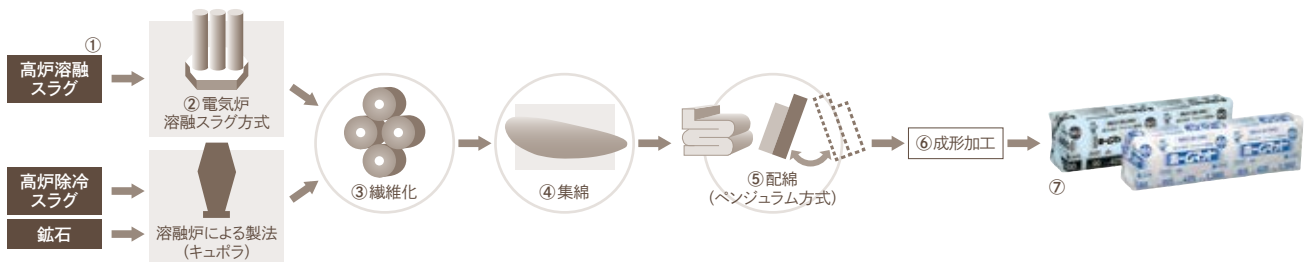 ①
高炉溶融
スラグ
②電気炉
溶融スラグ方式
高炉除冷
スラグ
鉱石
溶融炉による製法
(キュポラ)
③繊維化
④集綿
⑤配綿
(ペンジュラム方式)
⑥成形加工
⑦